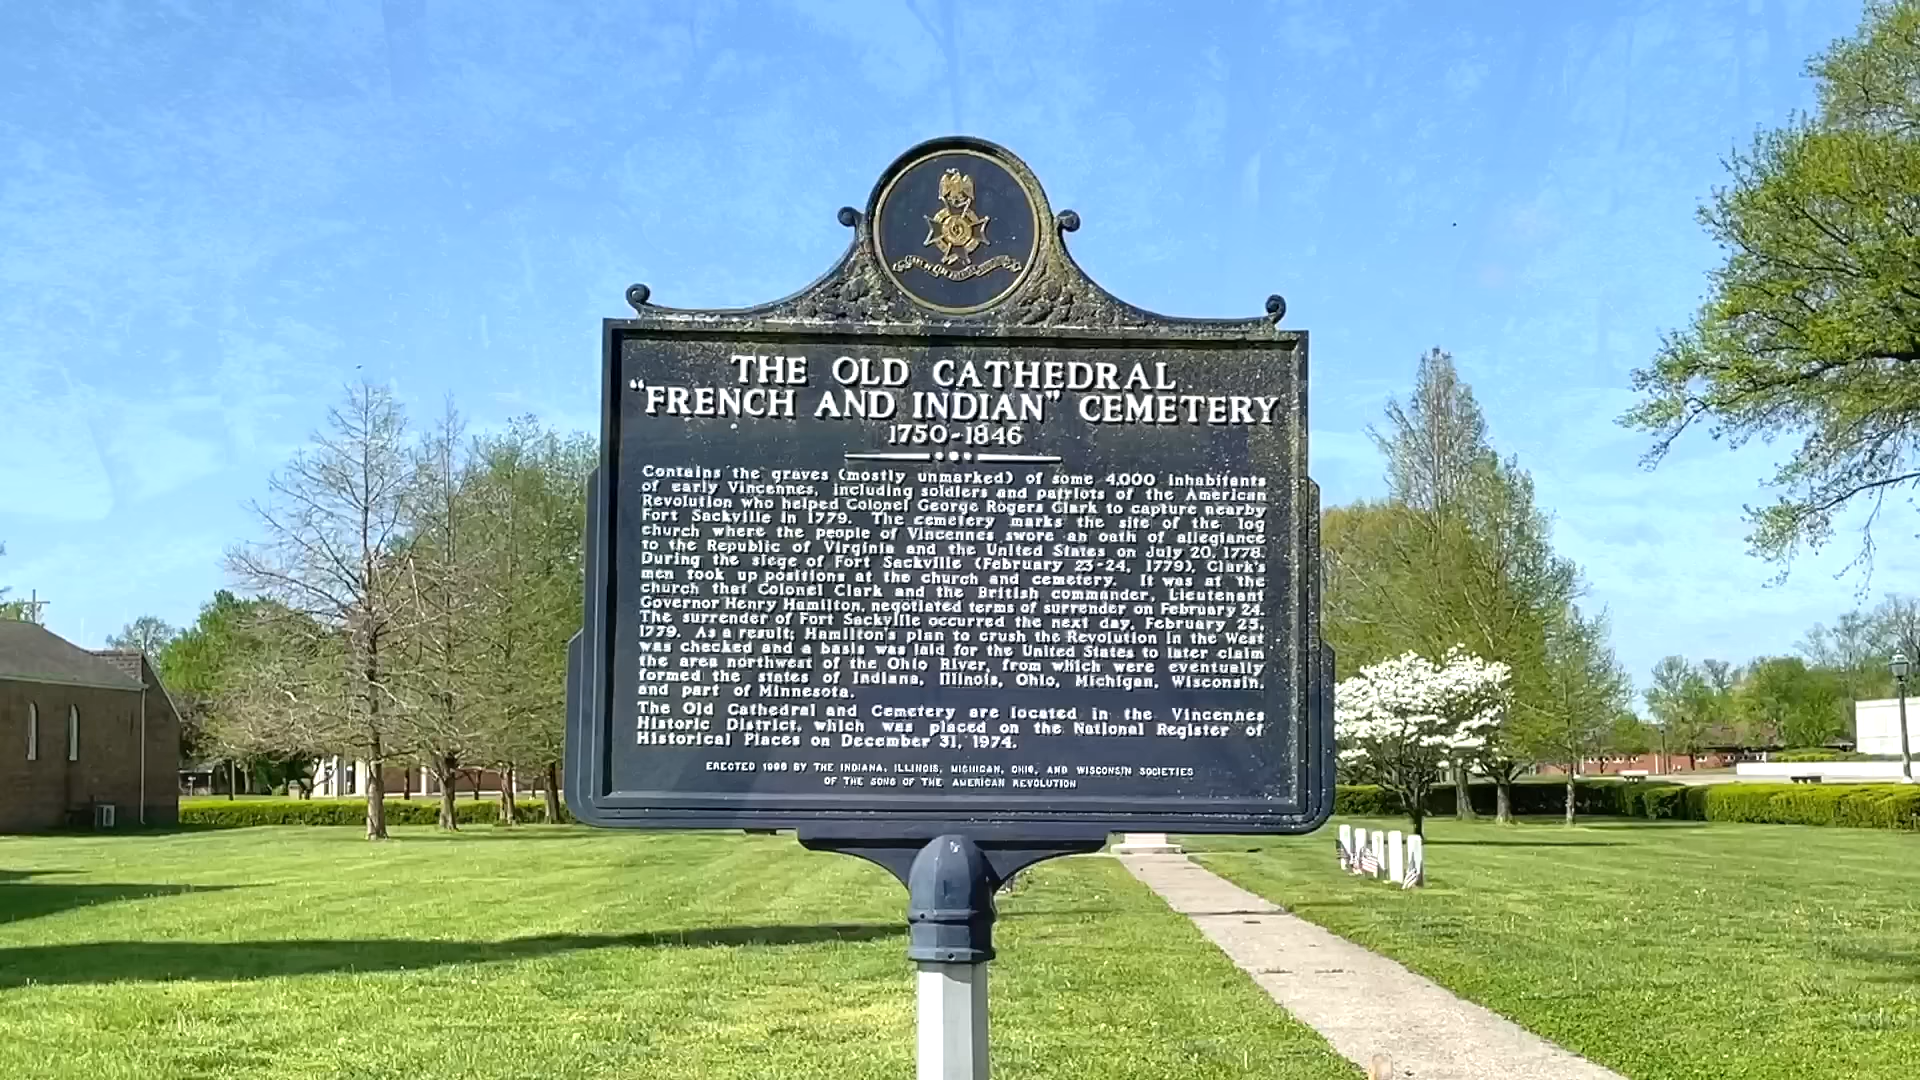 THE OLD CATHEDRAL
"FRENCH AND INDIAN" CEMETERY
1750-1846
Contains the graves (mostly unmarked) of some 4,000 inhabitants
of early Vincennes, including soldiers and patriots of the American
Revolution who helped Colonel George Rogers Clark to capture nearby
Fort Sackville in 1779. The cemetery marks the site of the log
church where the people of Vincennes swore an oath of allegiance
to the Republic of Virginia and the United States on July 20, 1778.
During the siege of Fort Sackville (February 23-24, 1779), Clark's
men took up positions at the church and cemetery. It was at the
church that Colonel Clark and the British commander, Lieutenant
Governor Henry Hamilton, negotiated terms of surrender on February 24.
The surrender of Fort Sackville occurred the next day, February 25,
1779. As a result; Hamilton's plan to crush the Revolution in the West
was checked and a basis was laid for the United States to later claim
the area northwest of the Ohio River, from which were eventually
formed the states of Indiana, Illinois, Ohio, Michigan, Wisconsin,
and part of Minnesota.
The Old Cathedral and Cemetery are located in the Vincennes
Historic District, which was placed on the National Register of
Historical Places on December 31, 1974.
ERECTED BY THE INDIANA, ILLINOIS, MICHIGAN, OHIO, AND WISCONSIN SOCIETIES
OF THE SONS OF THE AMERICAN REVOLUTION